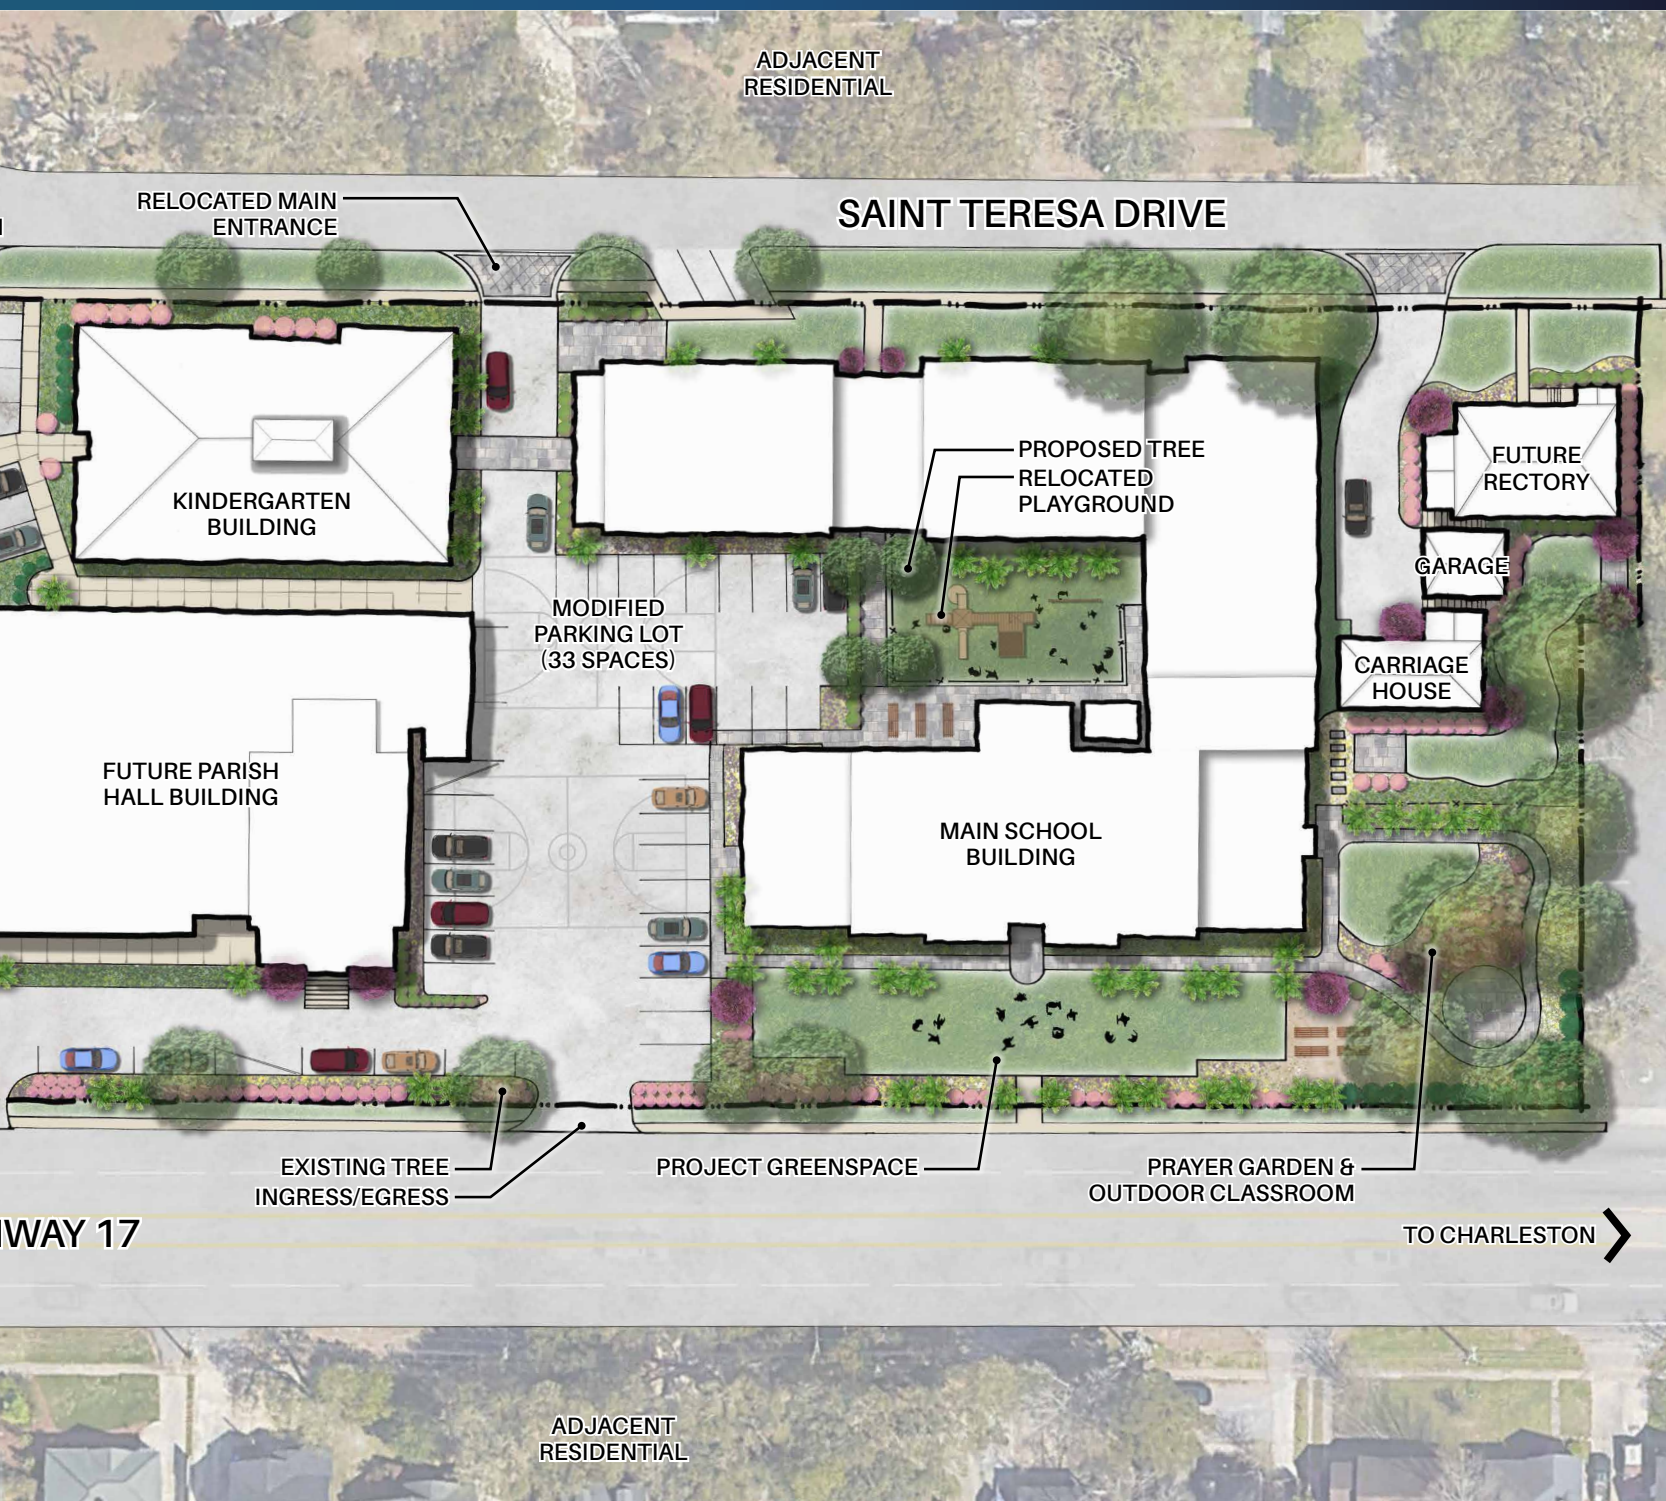 ADJACENT
RESIDENTIAL
RELOCATED MAIN
ENTRANCE
SAINT TERESA DRIVE
PROPOSED TREE
RELOCATED
PLAYGROUND
KINDERGARTEN
BUILDING
FUTURE
RECTORY
GARAGE
MODIFIED
PARKING LOT
(33 SPACES)
CARRIAGE
HOUSE
FUTURE PARISH
HALL BUILDING
MAIN SCHOOL
BUILDING
EXISTING TREE
INGRESS/EGRESS
PROJECT GREENSPACE
PRAYER GARDEN &
OUTDOOR CLASSROOM
WAY 17
TO CHARLESTON
ADJACENT
RESIDENTIAL